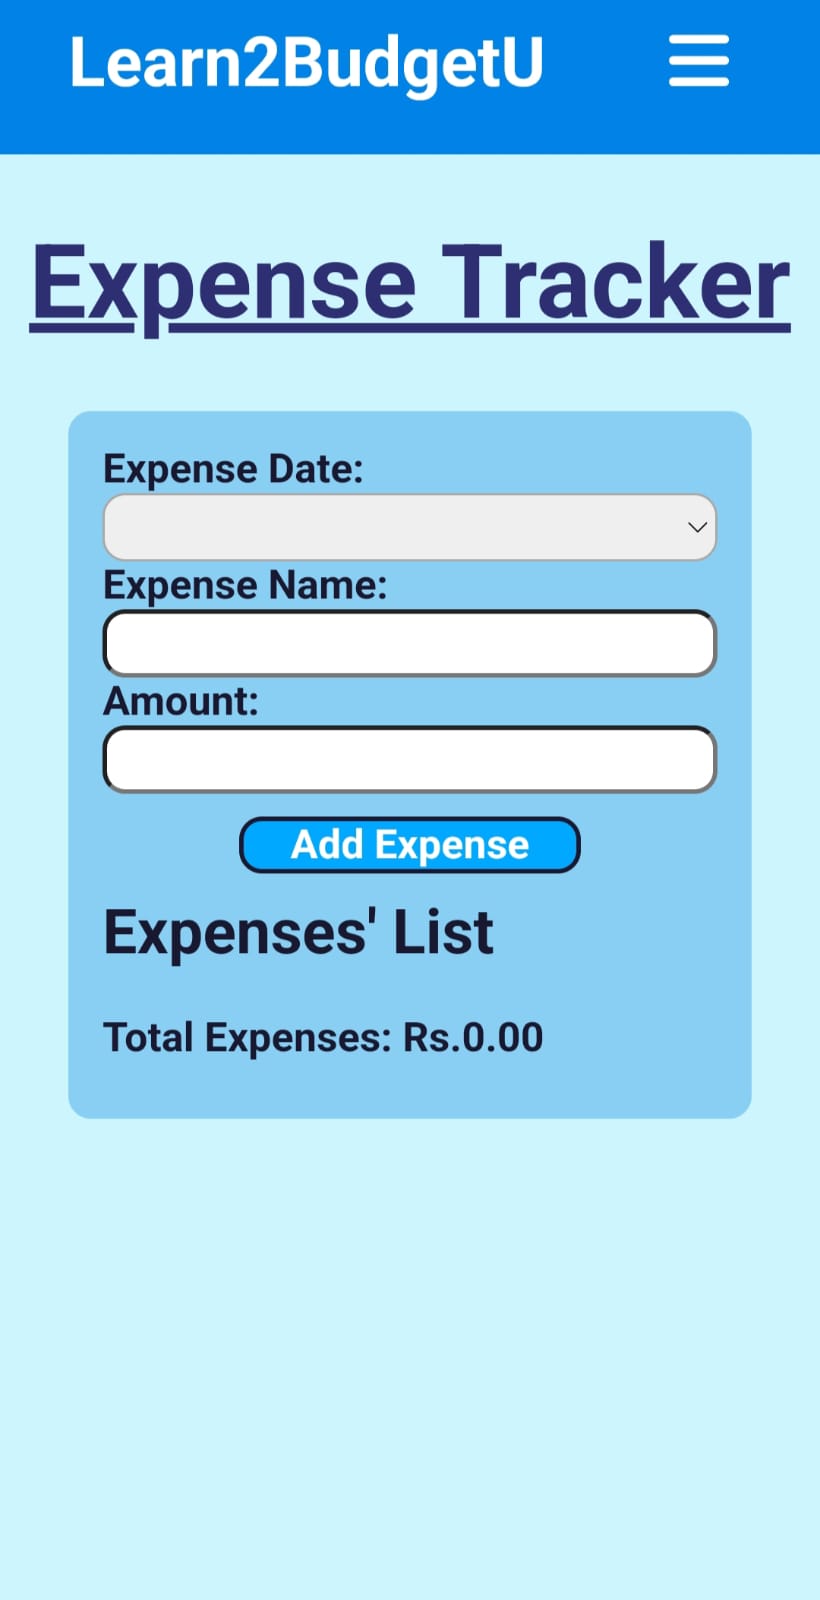 Learn2BudgetU
Expense Tracker
Expense Date:
Expense Name:
Amount:
Add Expense
Expenses' List
Total Expenses: Rs.0.00